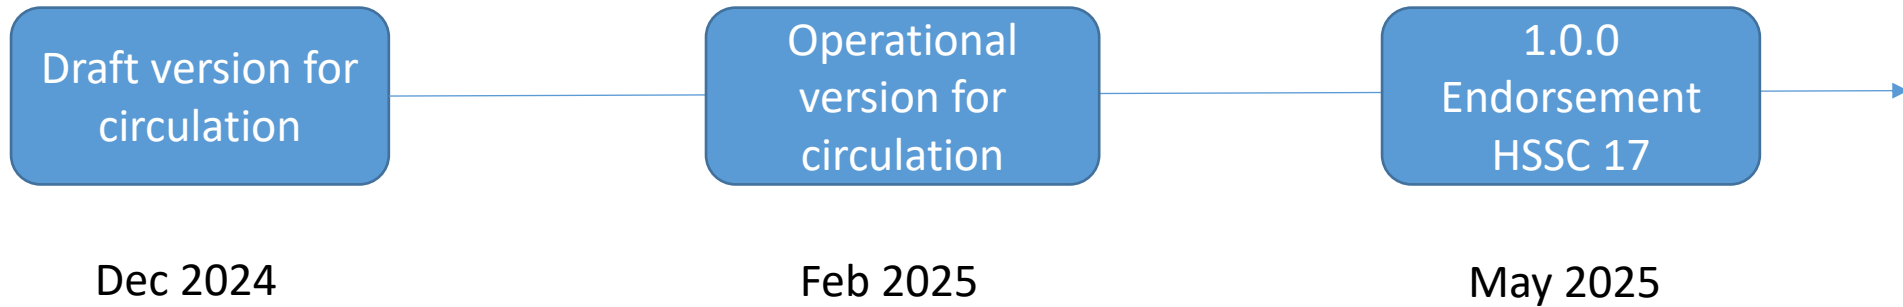 Draft version for
circulation
Operational
version for
circulation
1.0.0
Endorsement
HSSC 17
Dec 2024
Feb 2025
May 2025